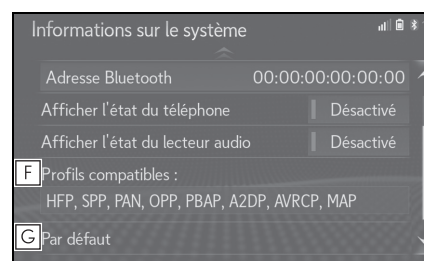 Informations sur le système
Adresse Bluetooth 00:00:00:00:00:00
Afficher l'état du téléphone Désactivé
Afficher l'état du lecteur audio Désactivé
F Profils compatibles :
HFP, SPP, PAN, OPP, PBAP, A2DP, AVRCP, MAP
G Par défaut